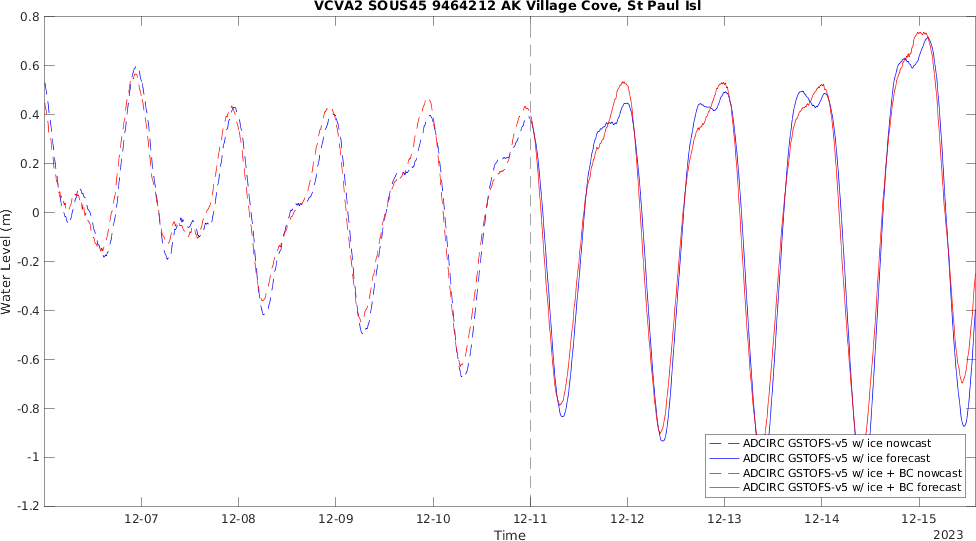 VCVA2 SOUS45 9464212 AK Village Cove, St Paul Isl
0.8
0.6
0.4
0.2
0
-0.2
-0.4
-0.6
-0.8
-1
-1.2
Water Level (m)
ADCIRC GSTOFS-v5 w/ ice nowcast
ADCIRC GSTOFS-v5 w/ ice forecast
ADCIRC GSTOFS-v5 w/ ice + BC nowcast
ADCIRC GSTOFS-v5 w/ ice + BC forecast
12-07 12-08 12-09 12-10 12-11 12-12 12-13 12-14 12-15
Time
2023